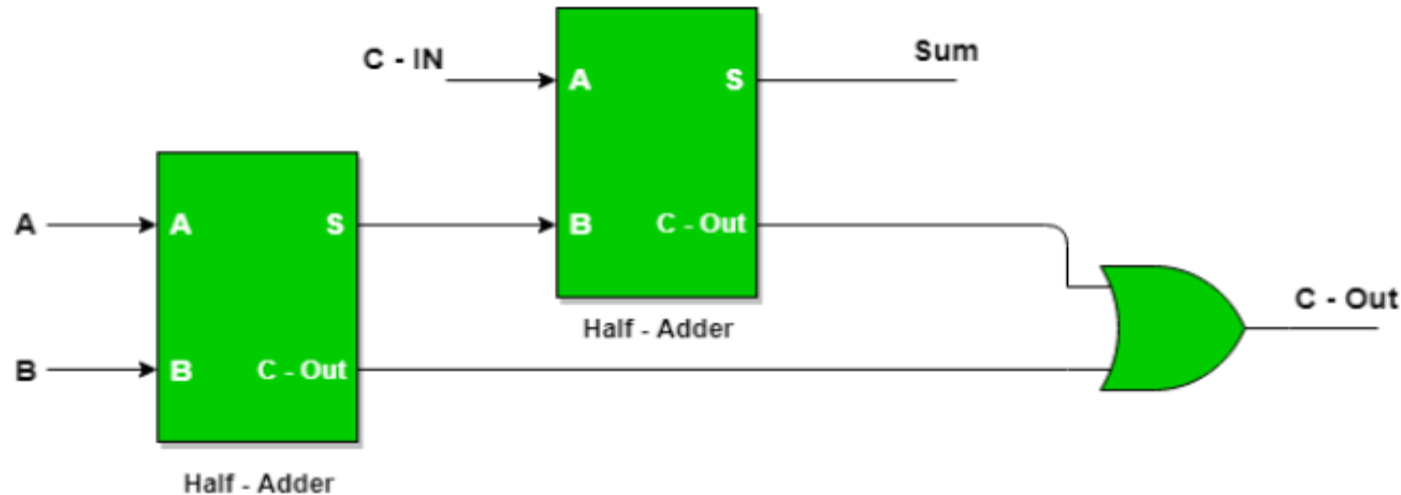 C - IN
Sum
A
S
A
A
S
B
C - Out
C - Out
Half - Adder
B
B
C - Out
Half - Adder